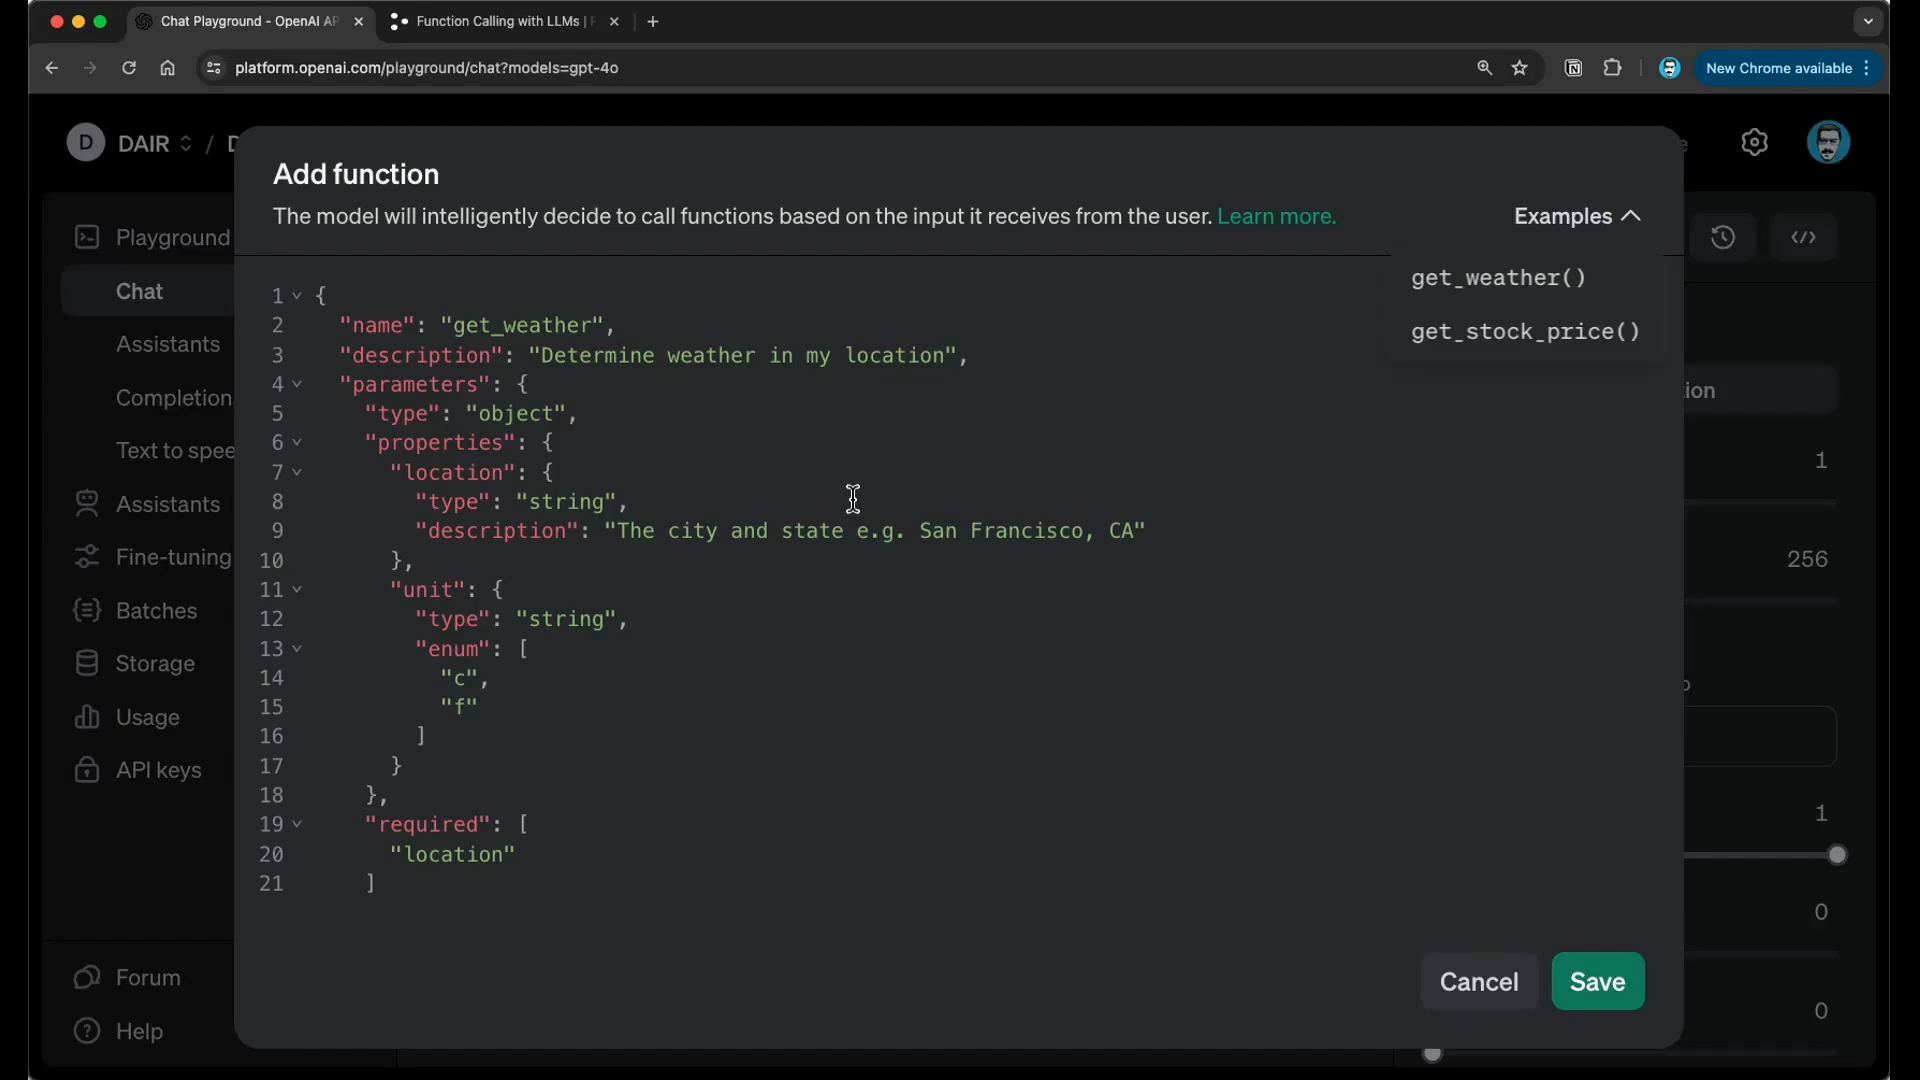 Chat Playground - OpenAI AP
Function Calling with LLMs |
platform.openai.com/playground/chat?models=gpt-4o
New Chrome available
D DAIR / D
Add function
The model will intelligently decide to call functions based on the input it receives from the user. Learn more.
Examples
get_weather()
get_stock_price()
Playground
Chat
Assistants
Completion
Text to spee
Assistants
Fine-tuning
Batches
Storage
Usage
API keys
Forum
Help
1 {
2 "name": "get_weather",
3 "description": "Determine weather in my location",
4 "parameters": {
5 "type": "object",
6 "properties": {
7 "location": {
8 "type": "string",
9 "description": "The city and state e.g. San Francisco, CA"
10 },
11 "unit": {
12 "type": "string",
13 "enum": [
14 "c",
15 "f"
16 ]
17 }
18 },
19 "required": [
20 "location"
21 ]
Cancel
Save
ion
1
256
1
0
0